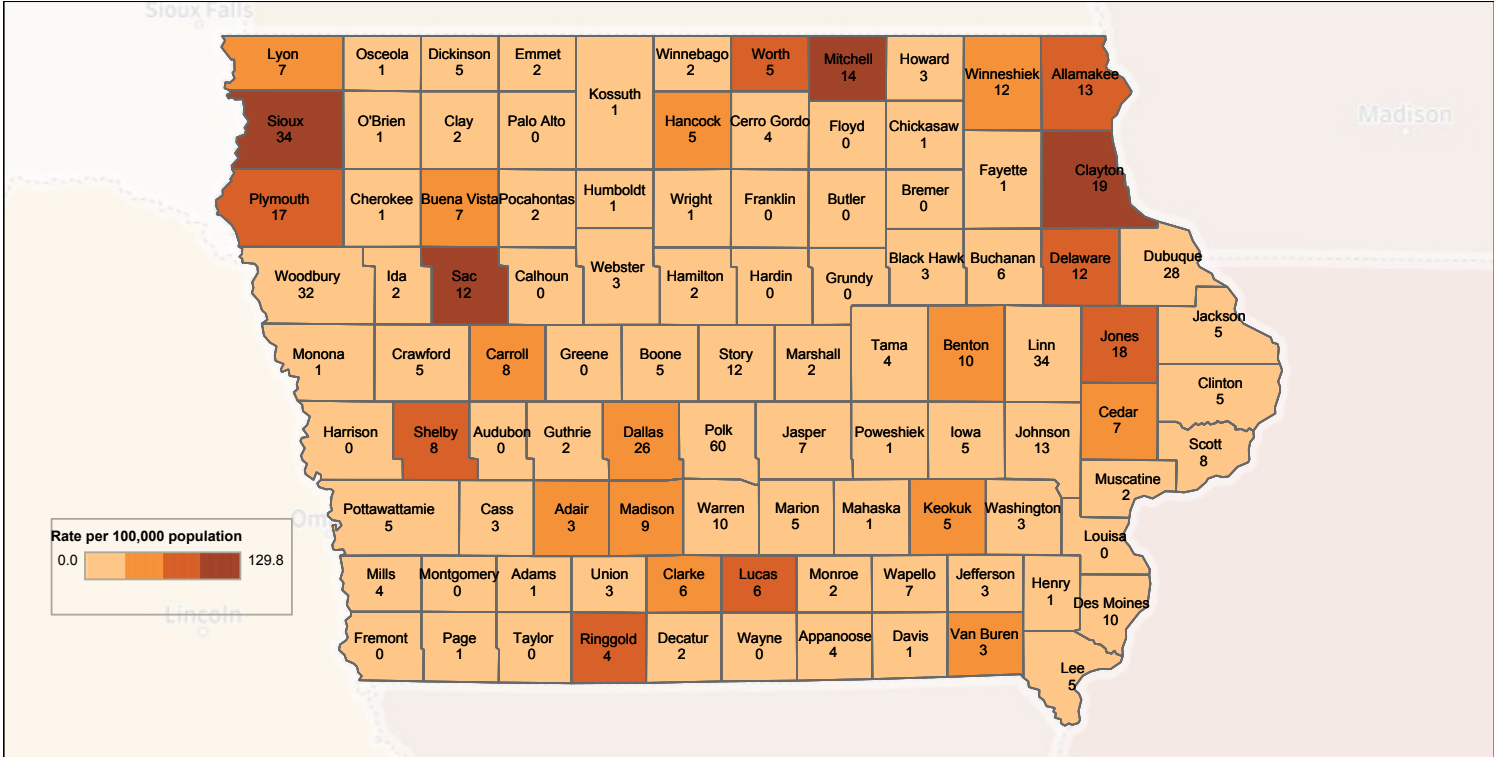 Sioux Falls
Lyon
7
Osceola
1
Dickinson
5
Emmet
2
Kossuth
1
Winnebago
2
Worth
5
Mitchell
14
Howard
3
Winneshiek
12
Allamakee
13
Madison
Sioux
34
O'Brien
1
Clay
2
Palo Alto
0
Hancock
5
Cerro Gordo
4
Floyd
0
Chickasaw
1
Fayette
1
Clayton
19
Plymouth
17
Cherokee
1
Buena Vista
7
Pocahontas
2
Humboldt
1
Wright
1
Franklin
0
Butler
0
Bremer
0
Woodbury
32
Ida
2
Sac
12
Calhoun
0
Webster
3
Hamilton
2
Hardin
0
Grundy
0
Black Hawk
3
Buchanan
6
Delaware
12
Dubuque
28
Jackson
5
Monona
1
Crawford
5
Carroll
8
Greene
0
Boone
5
Story
12
Marshall
2
Tama
4
Benton
10
Linn
34
Jones
18
Clinton
5
Harrison
0
Shelby
8
Audubon
0
Guthrie
2
Dallas
26
Polk
60
Jasper
7
Poweshiek
1
Iowa
5
Johnson
13
Cedar
7
Scott
8
Muscatine
2
Pottawattamie
5
Cass
3
Adair
3
Madison
9
Warren
10
Marion
5
Mahaska
1
Keokuk
5
Washington
3
Louisa
0
Om
Rate per 100,000 population
0.0
129.8
Lincoln
Mills
4
Montgomery
0
Adams
1
Union
3
Clarke
6
Lucas
6
Monroe
2
Wapello
7
Jefferson
3
Henry
1
Des Moines
10
Fremont
0
Page
1
Taylor
0
Ringgold
4
Decatur
2
Wayne
0
Appanoose
4
Davis
1
Van Buren
3
Lee
5